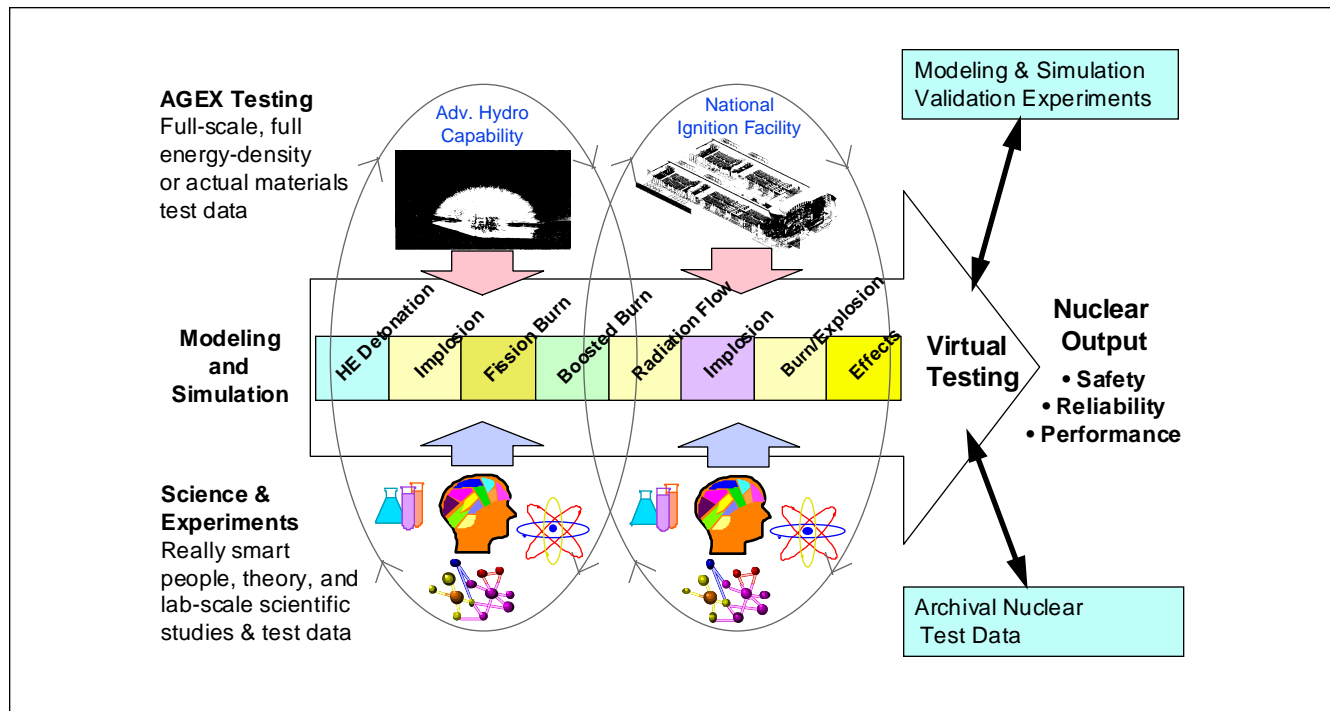 AGEX Testing
Full-scale, full
energy-density
or actual materials
test data
Adv. Hydro
Capability
National
Ignition Facility
Modeling & Simulation
Validation Experiments
Modeling
and
Simulation
HE Detonation
Implosion
Fission Burn
Boosted Burn
Radiation Flow
Implosion
Burn/Explosion
Effects
Virtual
Testing
Nuclear
Output
• Safety
• Reliability
• Performance
Science &
Experiments
Really smart
people, theory, and
lab-scale scientific
studies & test data
Archival Nuclear
Test Data